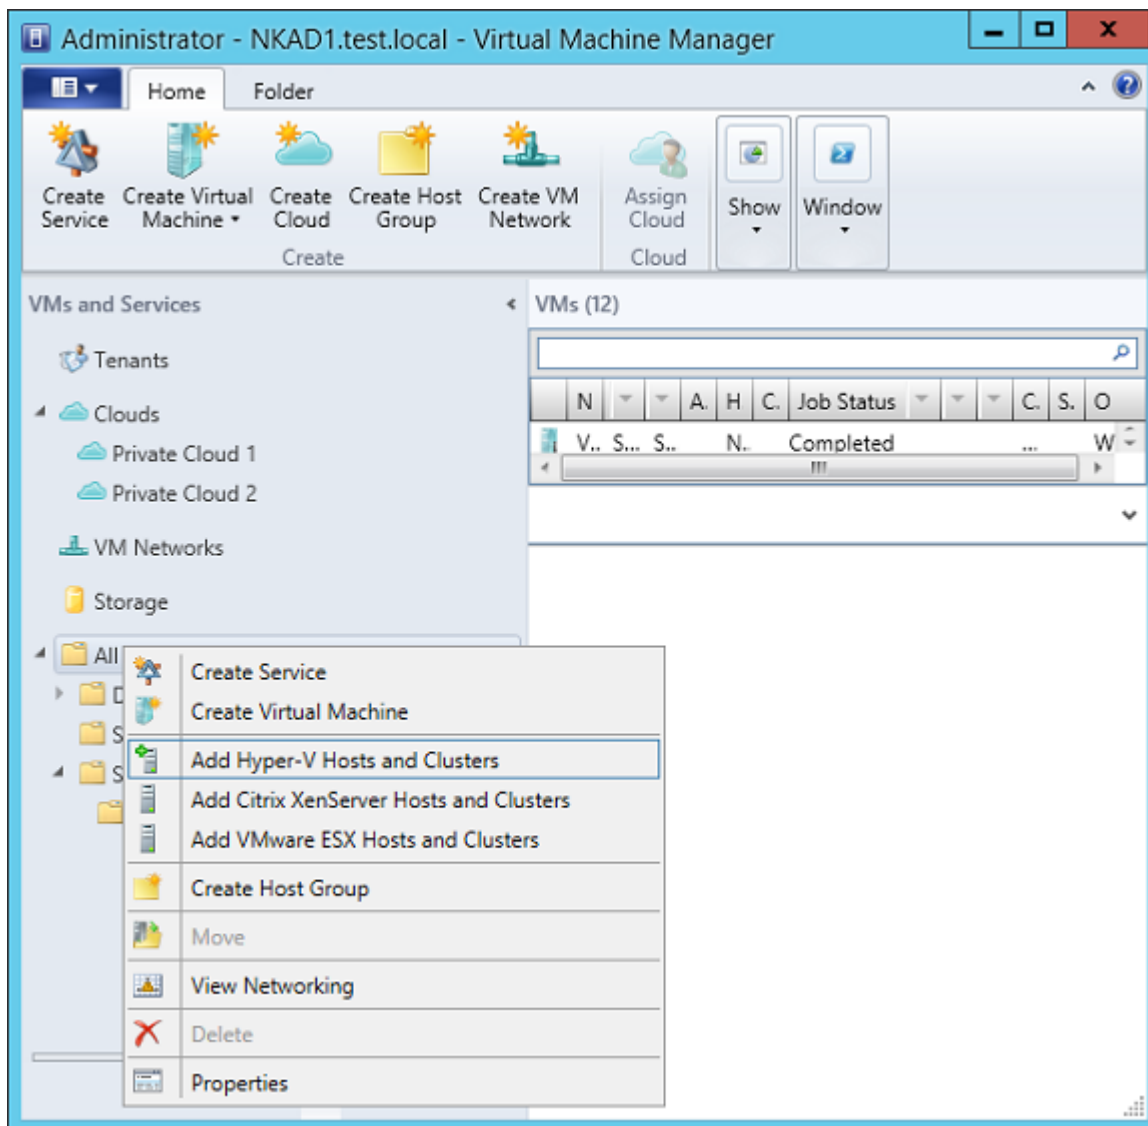 Administrator - NKAD1.test.local - Virtual Machine Manager
Home Folder
Create Service
Create Virtual Machine
Create Cloud
Create Host Group
Create VM Network
Assign Cloud
Show
Window
Create
Cloud
VMs and Services
VMs (12)
Tenants
Clouds
Private Cloud 1
Private Cloud 2
VM Networks
Storage
N A. H C. Job Status C. S. O
V.. S... S.. N.. Completed ... W
All
D
S
S
Create Service
Create Virtual Machine
Add Hyper-V Hosts and Clusters
Add Citrix XenServer Hosts and Clusters
Add VMware ESX Hosts and Clusters
Create Host Group
Move
View Networking
Delete
Properties